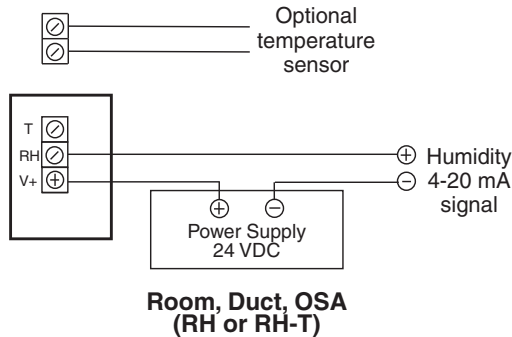 Optional
temperature
sensor
T
RH
V+
Humidity
4-20 mA
signal
Power Supply
24 VDC
Room, Duct, OSA
(RH or RH-T)